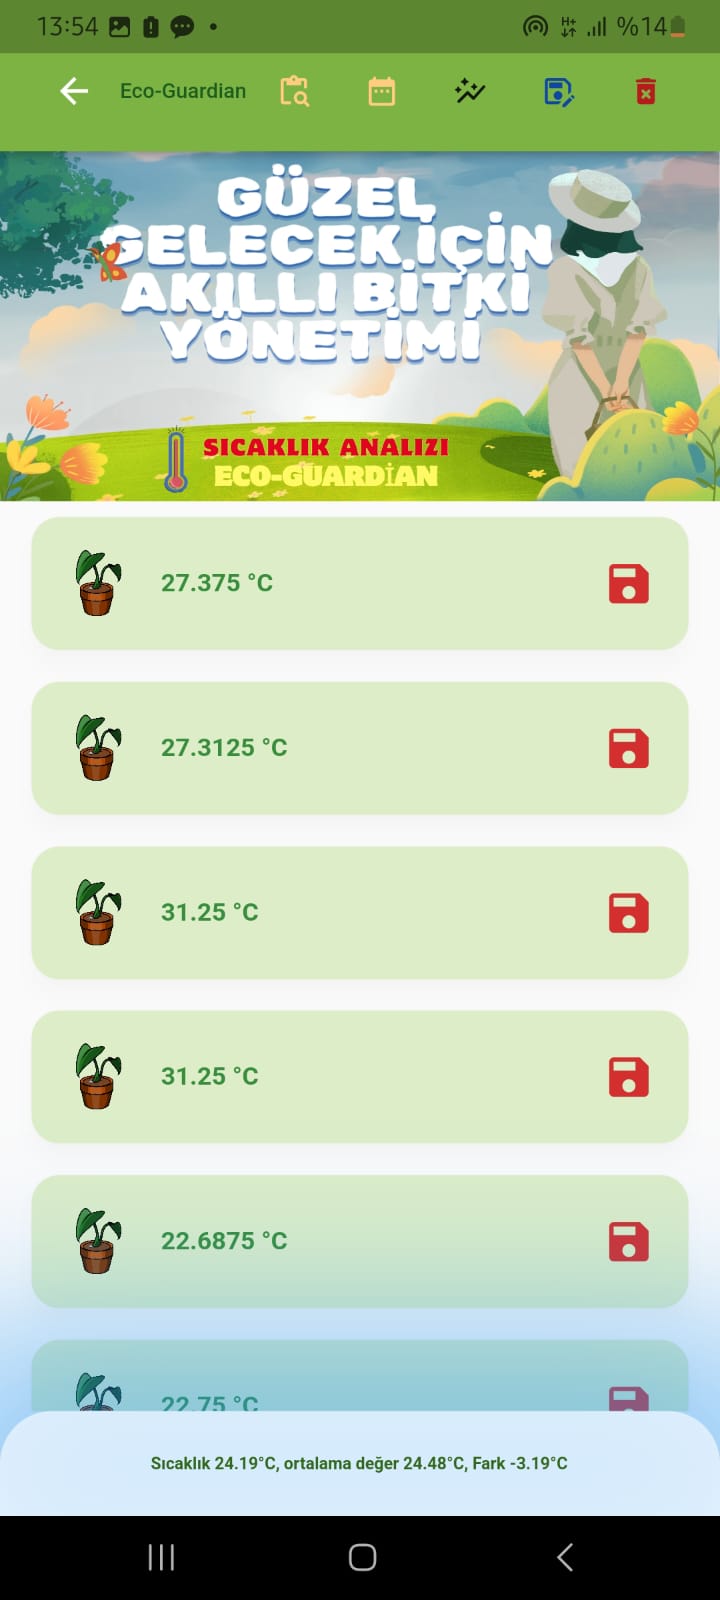 13:54
%14
Eco-Guardian
GÜZEL
GELECEK İÇİN
AKILLI BİTKİ
YÖNETİMİ
SICAKLIK ANALIZI
ECO-GUARDİAN
27.375 °C
27.3125 °C
31.25 °C
31.25 °C
22.6875 °C
22.75 °C
Sıcaklık 24.19°C, ortalama değer 24.48°C, Fark -3.19°C